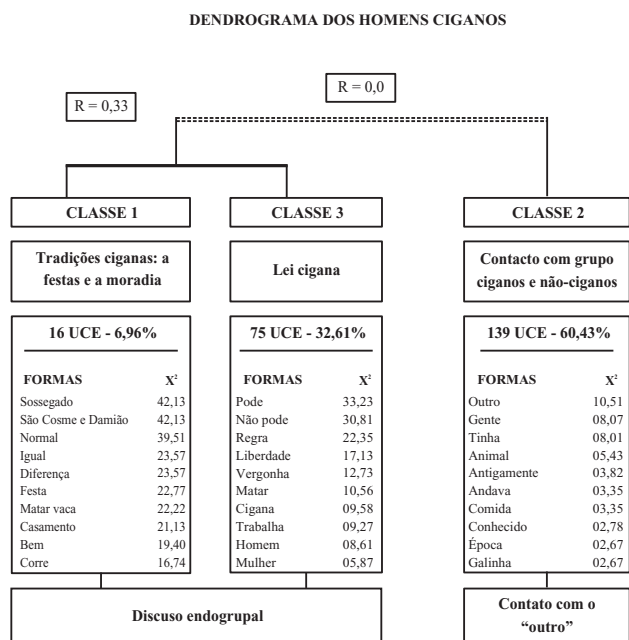 DENDROGRAMA DOS HOMENS CIGANOS
R = 0,33
R = 0,0
CLASSE 1
Tradições ciganas: a
festas e a moradia
16 UCE - 6,96%
FORMAS X²
Sossegado 42,13
São Cosme e Damião 42,13
Normal 39,51
Igual 23,57
Diferença 23,57
Festa 22,77
Matar vaca 22,22
Casamento 21,13
Bem 19,40
Corre 16,74
CLASSE 3
Lei cigana
75 UCE - 32,61%
FORMAS X²
Pode 33,23
Não pode 30,81
Regra 22,35
Liberdade 17,13
Vergonha 12,73
Matar 10,56
Cigana 09,58
Trabalha 09,27
Homem 08,61
Mulher 05,87
Discuso endogrupal
CLASSE 2
Contacto com grupo
ciganos e não-ciganos
139 UCE - 60,43%
FORMAS X²
Outro 10,51
Gente 08,07
Tinha 08,01
Animal 05,43
Antigamente 03,82
Andava 03,35
Comida 03,35
Conhecido 02,78
Época 02,67
Galinha 02,67
Contato com o
“outro”